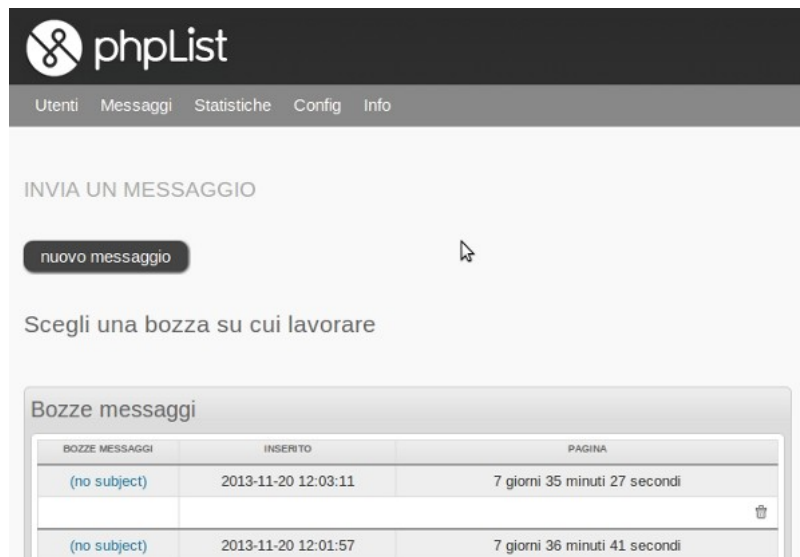 phpList
Utenti Messaggi Statistiche Config Info
INVIA UN MESSAGGIO
nuovo messaggio
Scegli una bozza su cui lavorare
Bozze messaggi
BOZZE MESSAGGI INSERITO PAGINA
(no subject) 2013-11-20 12:03:11 7 giorni 35 minuti 27 secondi
(no subject) 2013-11-20 12:01:57 7 giorni 36 minuti 41 secondi